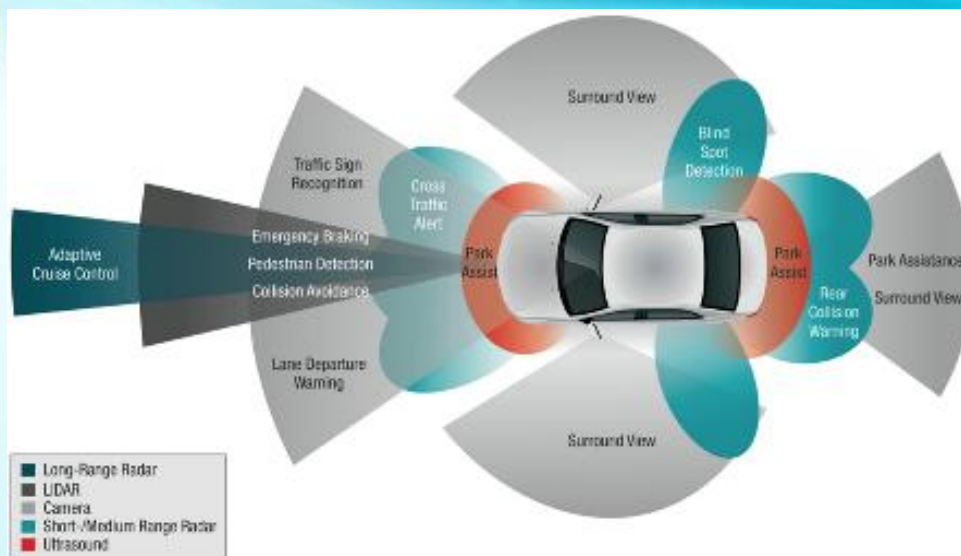 Surround View
Blind
Spot
Detection
Traffic Sign
Recognition
Cross
Traffic
Alert
Emergency Braking
Adaptive
Cruise Control
Pedestrian Detection
Collision Avoidance
Park
Assist
Park
Assist
Park Assistance
Surround View
Rear
Collision
Warning
Lane Departure
Warning
Surround View
Long-Range Radar
LIDAR
Camera
Short-/Medium Range Radar
Ultrasound